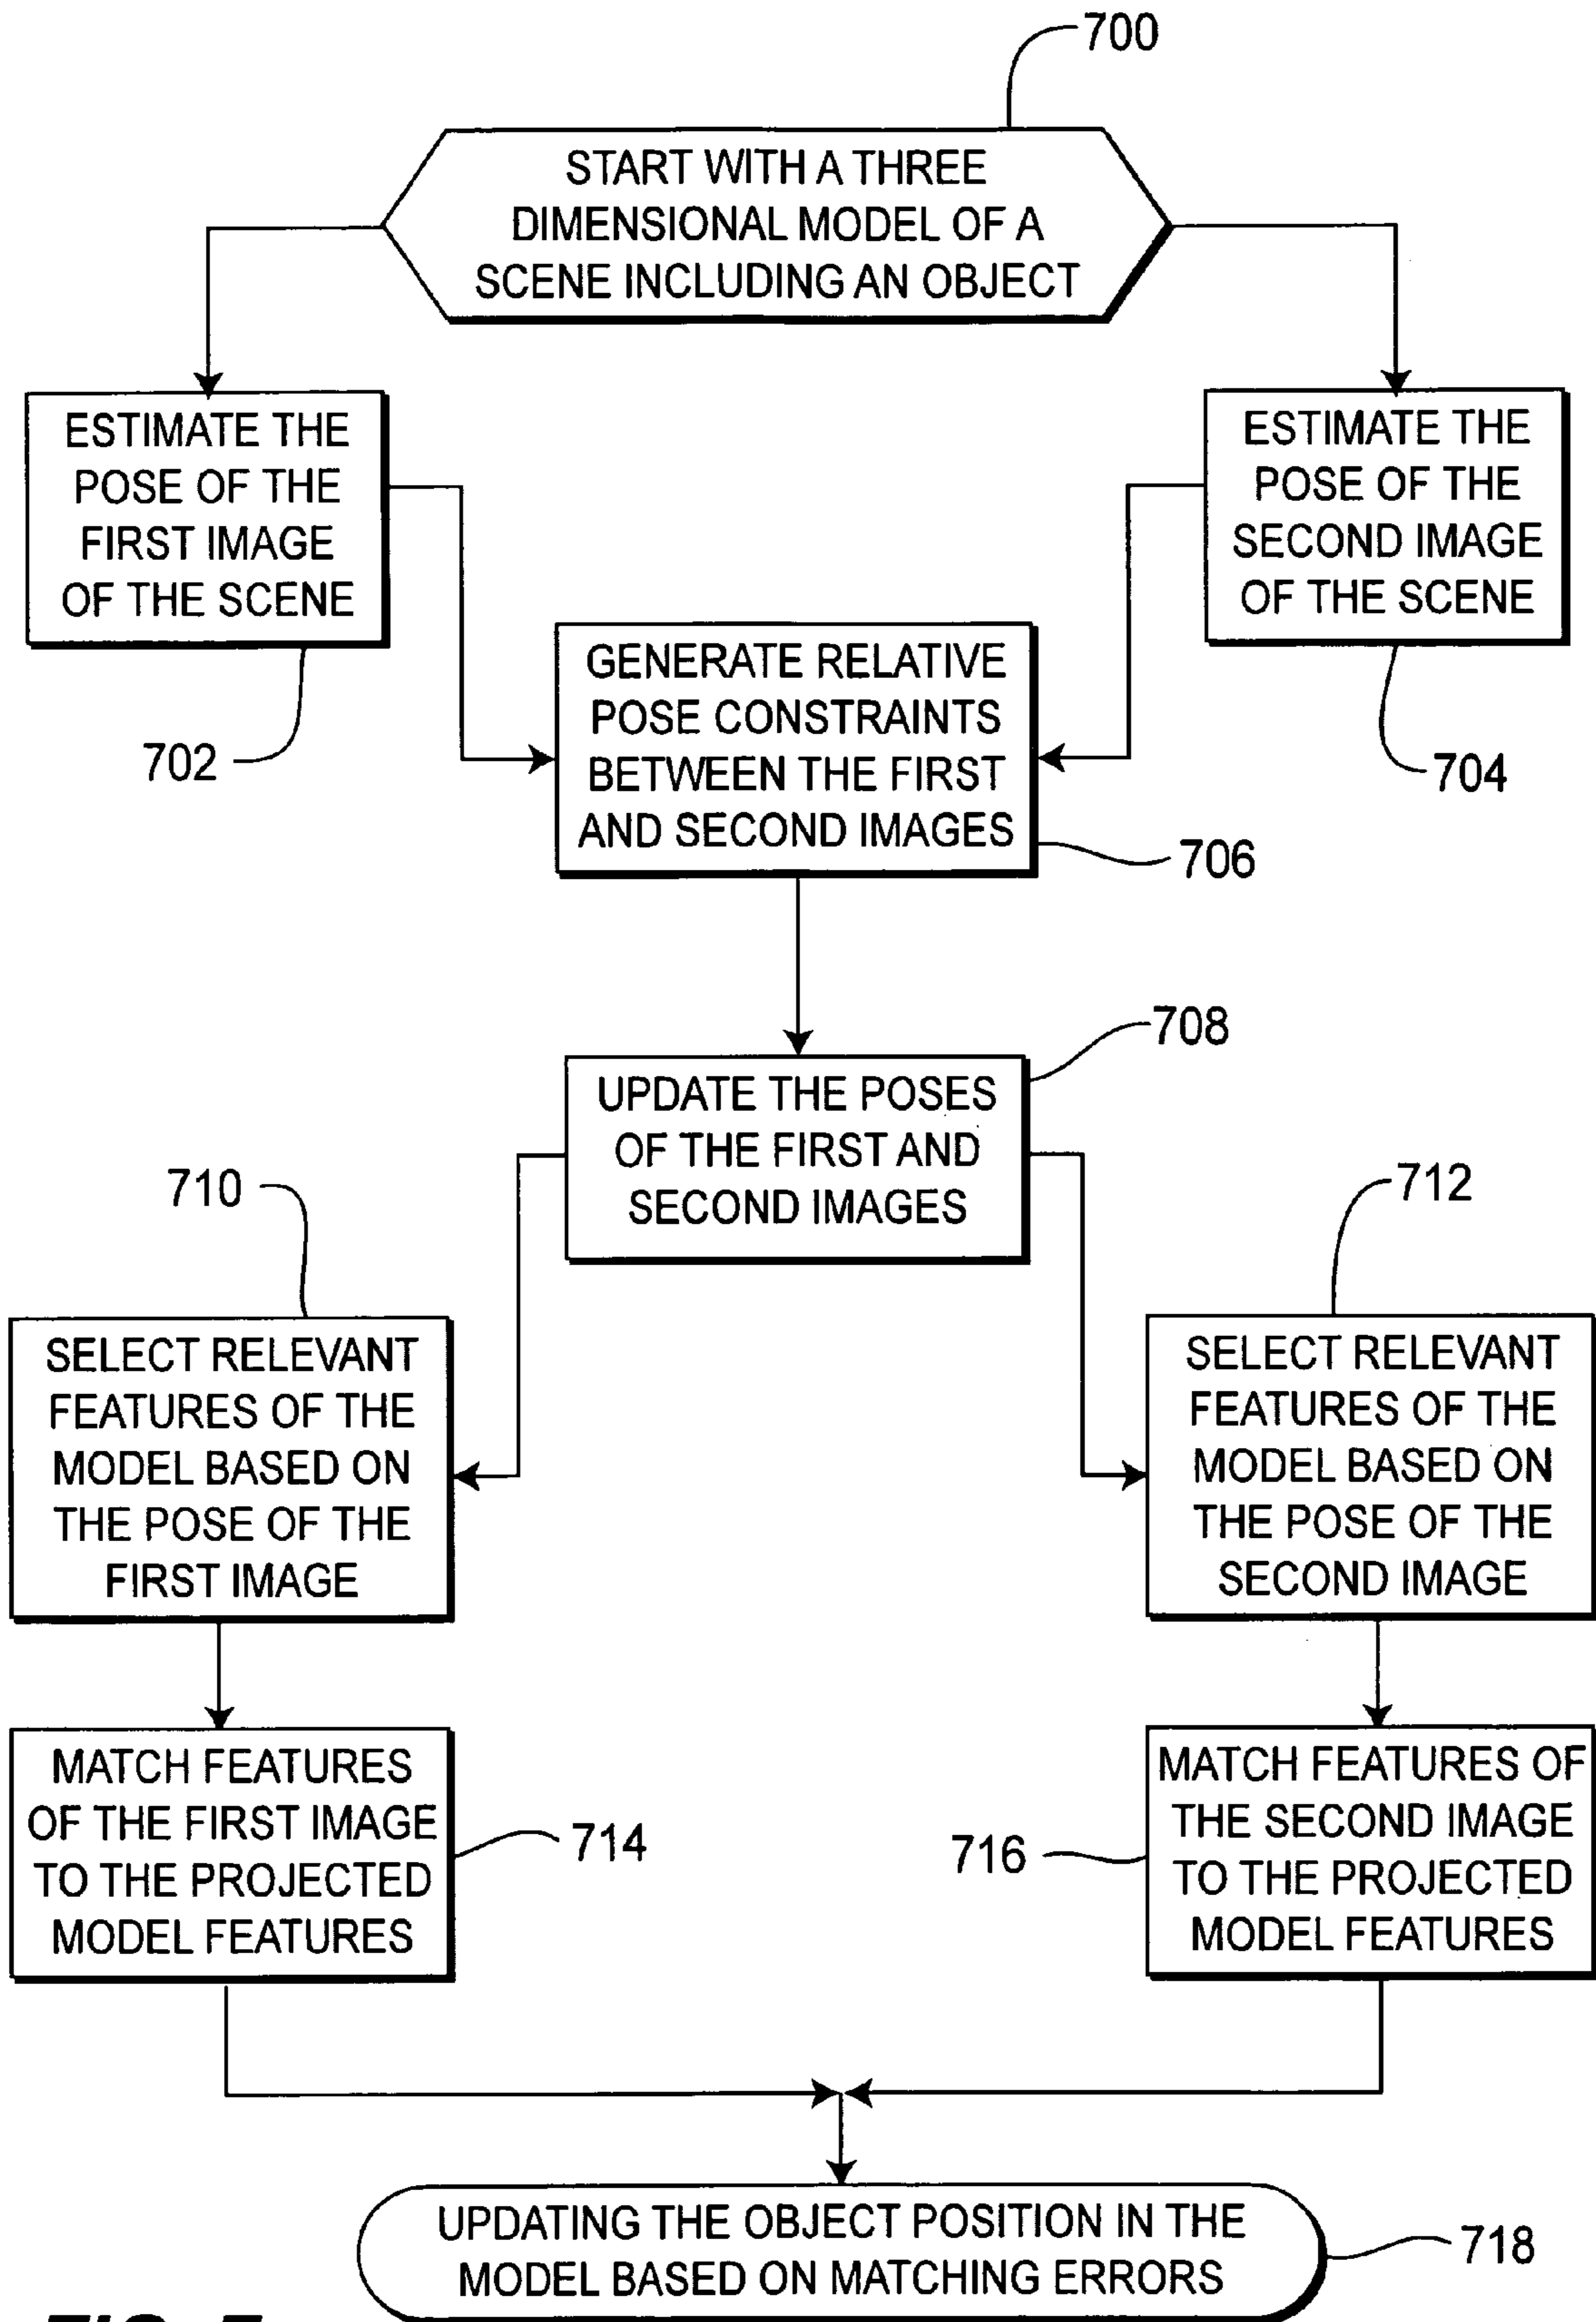 700
START WITH A THREE
DIMENSIONAL MODEL OF A
SCENE INCLUDING AN OBJECT
ESTIMATE THE
POSE OF THE
FIRST IMAGE
OF THE SCENE
702
ESTIMATE THE
POSE OF THE
SECOND IMAGE
OF THE SCENE
704
GENERATE RELATIVE
POSE CONSTRAINTS
BETWEEN THE FIRST
AND SECOND IMAGES
706
708
UPDATE THE POSES
OF THE FIRST AND
SECOND IMAGES
710
SELECT RELEVANT
FEATURES OF THE
MODEL BASED ON
THE POSE OF THE
FIRST IMAGE
712
SELECT RELEVANT
FEATURES OF THE
MODEL BASED ON
THE POSE OF THE
SECOND IMAGE
MATCH FEATURES
OF THE FIRST IMAGE
TO THE PROJECTED
MODEL FEATURES
714
716
MATCH FEATURES OF
THE SECOND IMAGE
TO THE PROJECTED
MODEL FEATURES
UPDATING THE OBJECT POSITION IN THE
MODEL BASED ON MATCHING ERRORS
718